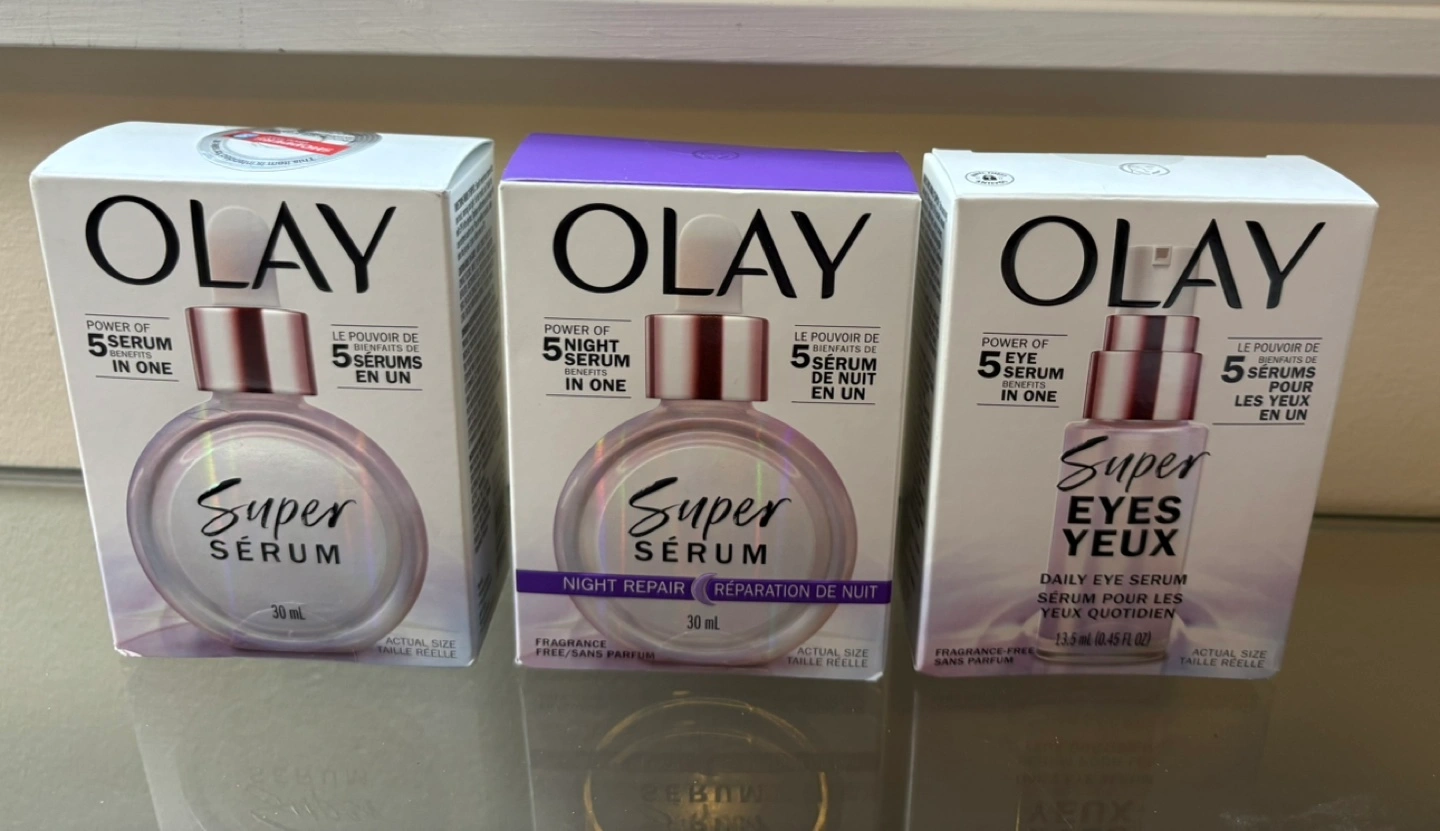 OLAY
POWER OF
5 SERUM
BENEFITS
IN ONE
LE POUVOIR DE
BIENFAITS DE
5 SÉRUMS
EN UN
Super
SÉRUM
30 mL
ACTUAL SIZE
TAILLE RÉELLE
OLAY
POWER OF
5 NIGHT
SERUM
BENEFITS
IN ONE
LE POUVOIR DE
BIENFAITS DE
5 SÉRUM
DE NUIT
EN UN
Super
SÉRUM
NIGHT REPAIR RÉPARATION DE NUIT
30 mL
FRAGRANCE
FREE/SANS PARFUM
ACTUAL SIZE
TAILLE RÉELLE
OLAY
POWER OF
5 EYE
SERUM
BENEFITS
IN ONE
LE POUVOIR DE
BIENFAITS DE
5 SÉRUMS
POUR
LES YEUX
EN UN
Super
EYES
YEUX
DAILY EYE SERUM
SÉRUM POUR LES
YEUX QUOTIDIEN
13.5 mL (0.45 FL OZ)
FRAGRANCE-FREE
SANS PARFUM
ACTUAL SIZE
TAILLE RÉELLE